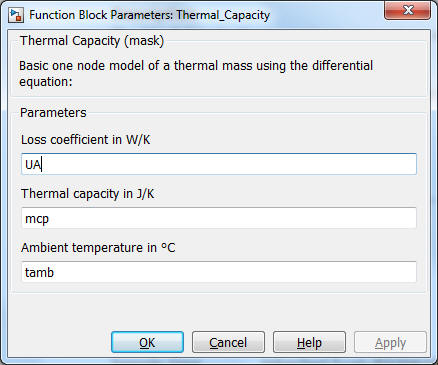 Function Block Parameters: Thermal_Capacity
Thermal Capacity (mask)
Basic one node model of a thermal mass using the differential
equation:
Parameters
Loss coefficient in W/K
UA
Thermal capacity in J/K
mcp
Ambient temperature in °C
tamb
OK Cancel Help Apply